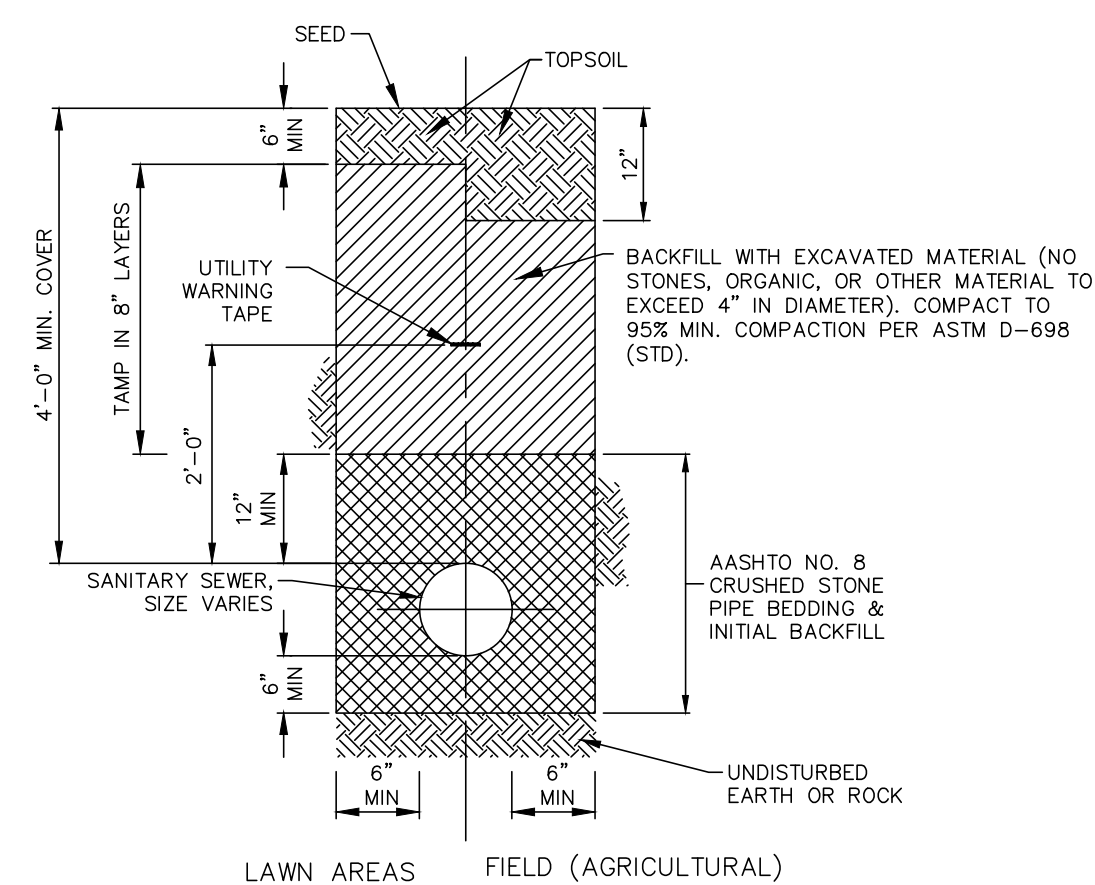 SEED
TOPSOIL
6"
MIN
12"
4'-0" MIN. COVER
TAMP IN 8" LAYERS
UTILITY
WARNING
TAPE
BACKFILL WITH EXCAVATED MATERIAL (NO
STONES, ORGANIC, OR OTHER MATERIAL TO
EXCEED 4" IN DIAMETER). COMPACT TO
95% MIN. COMPACTION PER ASTM D-698
(STD).
2'-0"
12"
MIN
SANITARY SEWER,
SIZE VARIES
AASHTO NO. 8
CRUSHED STONE
PIPE BEDDING &
INITIAL BACKFILL
6"
MIN
6"
MIN
6"
MIN
UNDISTURBED
EARTH OR ROCK
LAWN AREAS
FIELD (AGRICULTURAL)